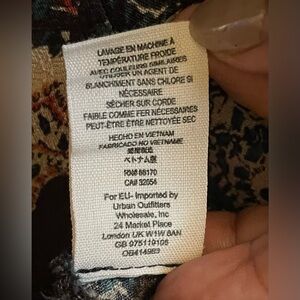 LAVAGE EN MACHINE À
TEMPÉRATURE FROIDE
AVEC COULEURS SIMILAIRES
UTILISER UN AGENT DE
BLANCHIMENT SANS CHLORE SI
NÉCESSAIRE
SÉCHER SUR CORDE
FAIBLE COMME FER NÉCESSAIRES
PEUT-ÊTRE ÊTRE NETTOYÉE SEC
HECHO EN VIETNAM
FABRICADO NO VIETNAME
ベトナム製
RN# 66170
CA# 32054
For EU- Imported by
Urban Outfitters
Wholesale, Inc
24 Market Place
London UK W1W 8AN
GB 975119106
OB414983